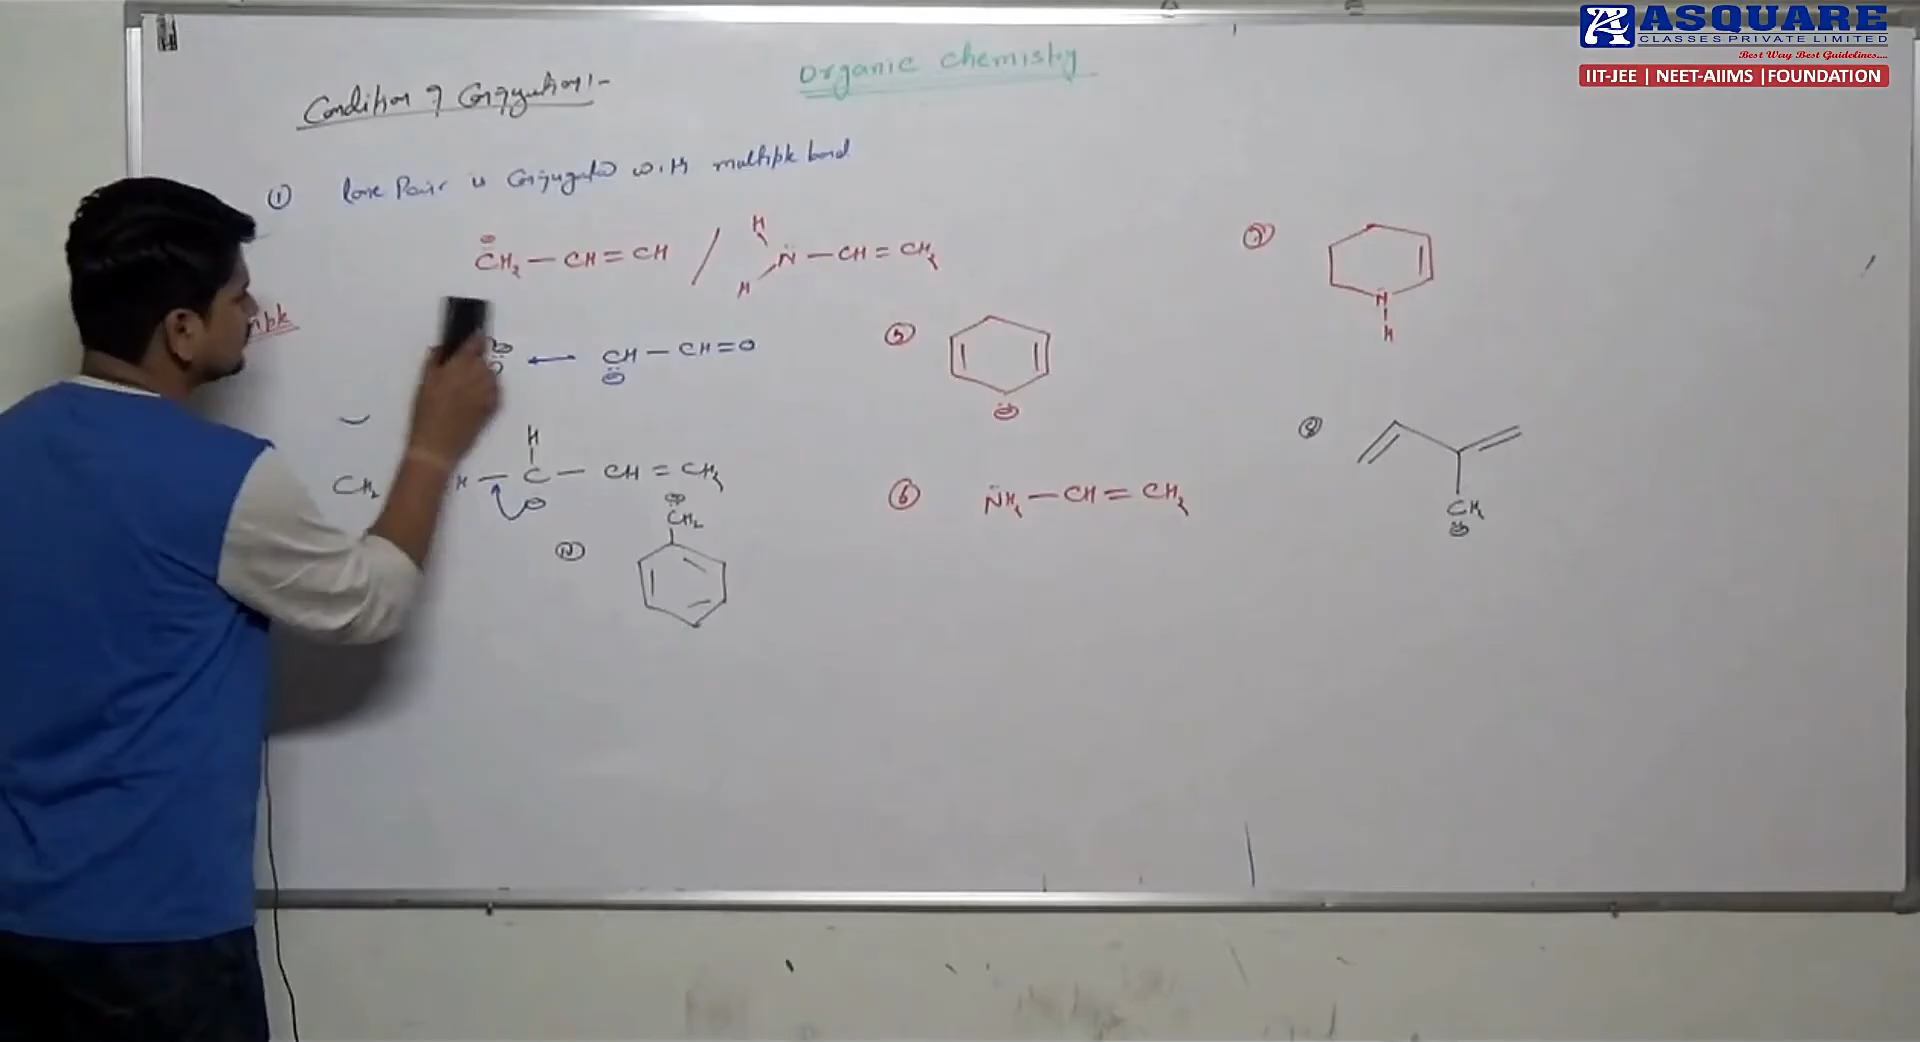 ASQUARE
CLASSES PRIVATE LIMITED
Best Way Best Guidelines....
IIT-JEE | NEET-AIIMS | FOUNDATION
Organic Chemistry
Condition of Conjugation:-
① lone Pair is Conjugated with multiple bond
CH₂ — CH = CH / H N — CH = CH₂
H
CH — CH = O
H
CH₂ H — C — CH = CH₂
CH₂
⑤
⑥ NH₂ — CH = CH₂
⑦
N
H
⑧
CH₂